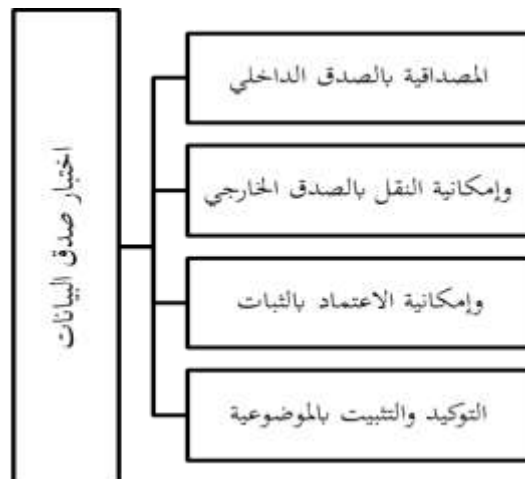 اختبار صدق البيانات
المصداقية بالصدق الداخلي
وإمكانية النقل بالصدق الخارجي
وإمكانية الاعتماد بالثبات
التوكيد والتثبيت بالموضوعية